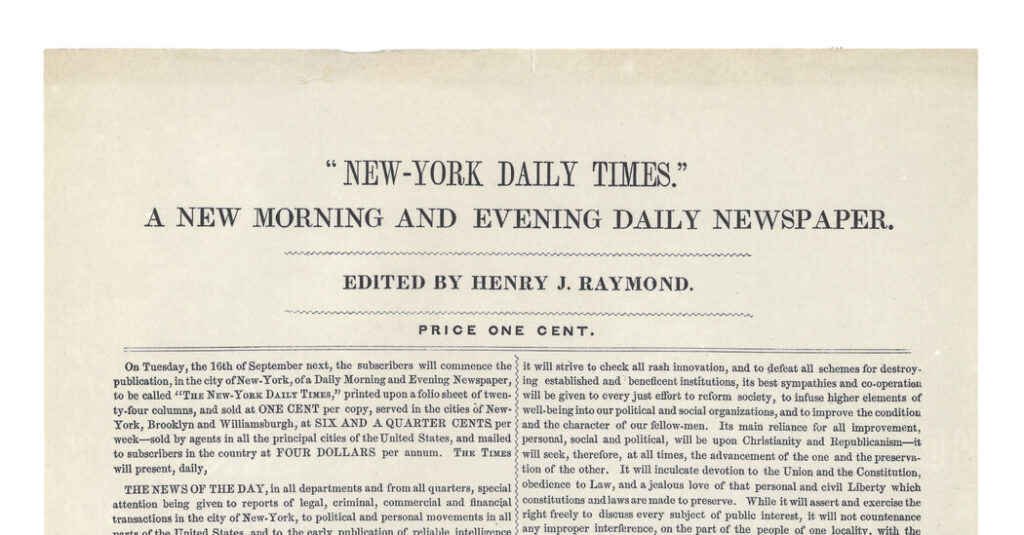 “NEW-YORK DAILY TIMES.”
A NEW MORNING AND EVENING DAILY NEWSPAPER.
EDITED BY HENRY J. RAYMOND.
PRICE ONE CENT.
On Tuesday, the 16th of September next, the subscribers will commence the
publication, in the city of New-York, of a Daily Morning and Evening Newspaper,
to be called “THE NEW-YORK DAILY TIMES,” printed upon a folio sheet of twen-
ty-four columns, and sold at ONE CENT per copy, served in the cities of New-
York, Brooklyn and Williamsburgh, at SIX AND A QUARTER CENTS per
week—sold by agents in all the principal cities of the United States, and mailed
to subscribers in the country at FOUR DOLLARS per annum. THE TIMES
will present, daily,
THE NEWS OF THE DAY, in all departments and from all quarters, special
attention being given to reports of legal, criminal, commercial and financial
transactions in the city of New-York, to political and personal movements in all
parts of the United States, and to the early publication of reliable intelligence
it will strive to check all rash innovation, and to defeat all schemes for destroy-
ing established and beneficent institutions, its best sympathies and co-operation
will be given to every just effort to reform society, to infuse higher elements of
well-being into our political and social organizations, and to improve the condition
and the character of our fellow-men. Its main reliance for all improvement,
personal, social and political, will be upon Christianity and Republicanism—it
will seek, therefore, at all times, the advancement of the one and the preserva-
tion of the other. It will inculcate devotion to the Union and the Constitution,
obedience to Law, and a jealous love of that personal and civil Liberty which
constitutions and laws are made to preserve. While it will assert and exercise the
right freely to discuss every subject of public interest, it will not countenance
any improper interference, on the part of the people of one locality, with the